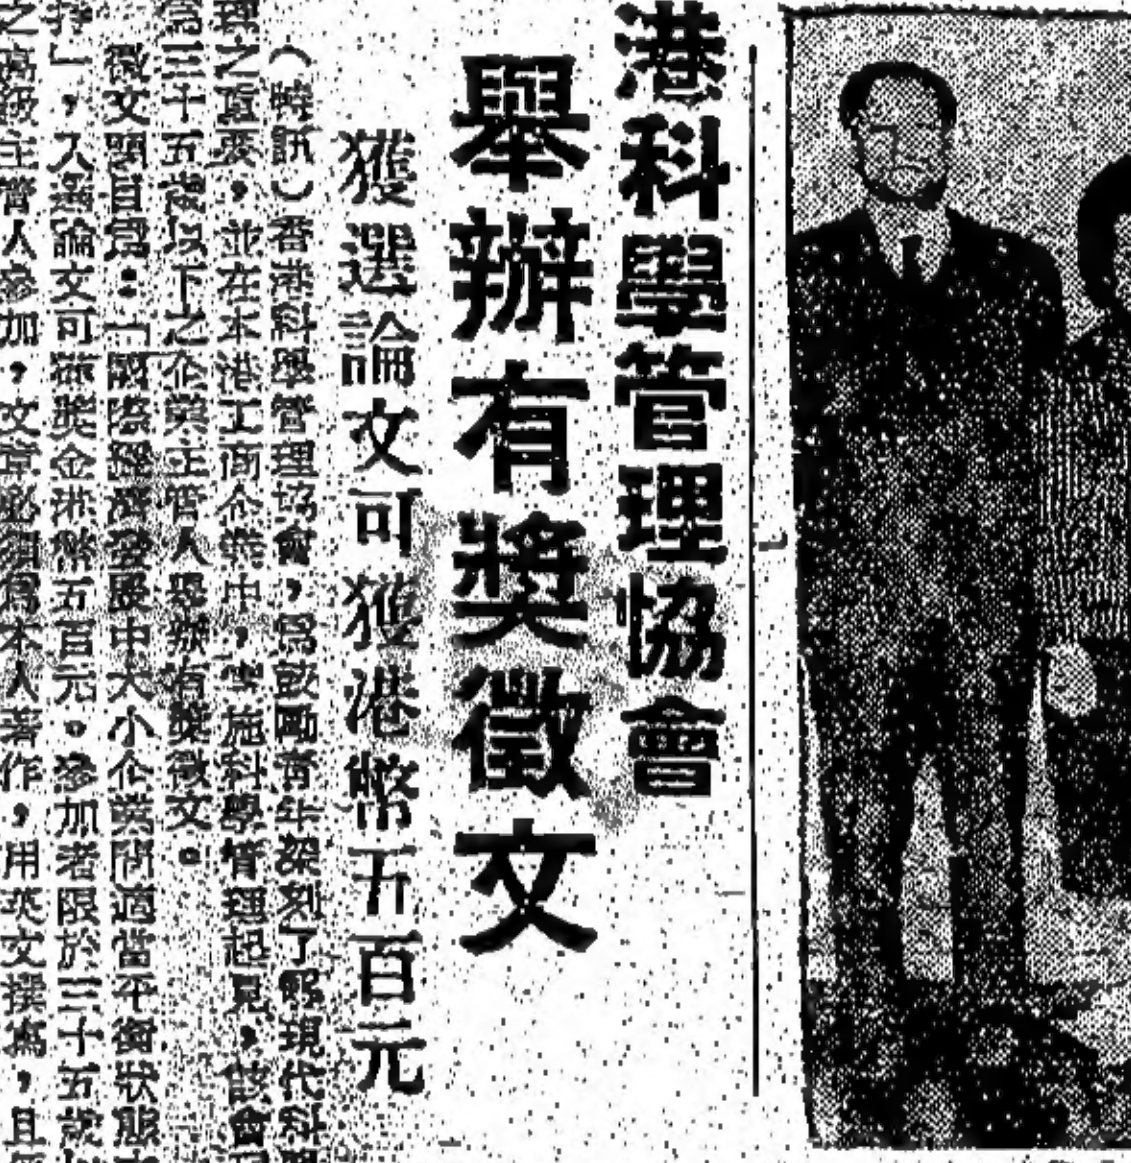 港科學管理協會
舉辦有獎徵文
獲選論文可獲港幣五百元
（特訊）香港科學管理協會，爲鼓勵青年深刻了解現代科
理之重要，並在本港工商企業中，實施科學管理起見，該會
三十五歲以下之企業主管人舉辦有獎徵文。
徵文題目爲：「國際經濟發展中大小企業間適當平衡狀態
持」，入選論文可獲獎金港幣五百元。參加者限於三十五歲
之高級主管人參加，文章必須爲本人著作，用英文撰寫，且